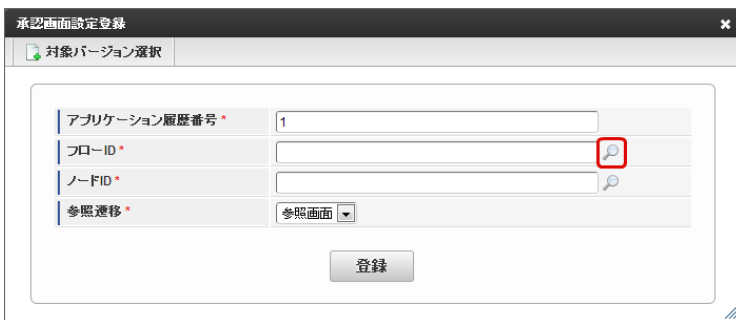 承認画面設定登録
対象バージョン選択
アプリケーション履歴番号 * 1
フローID *
ノードID *
参照遷移 * 参照画面
登録